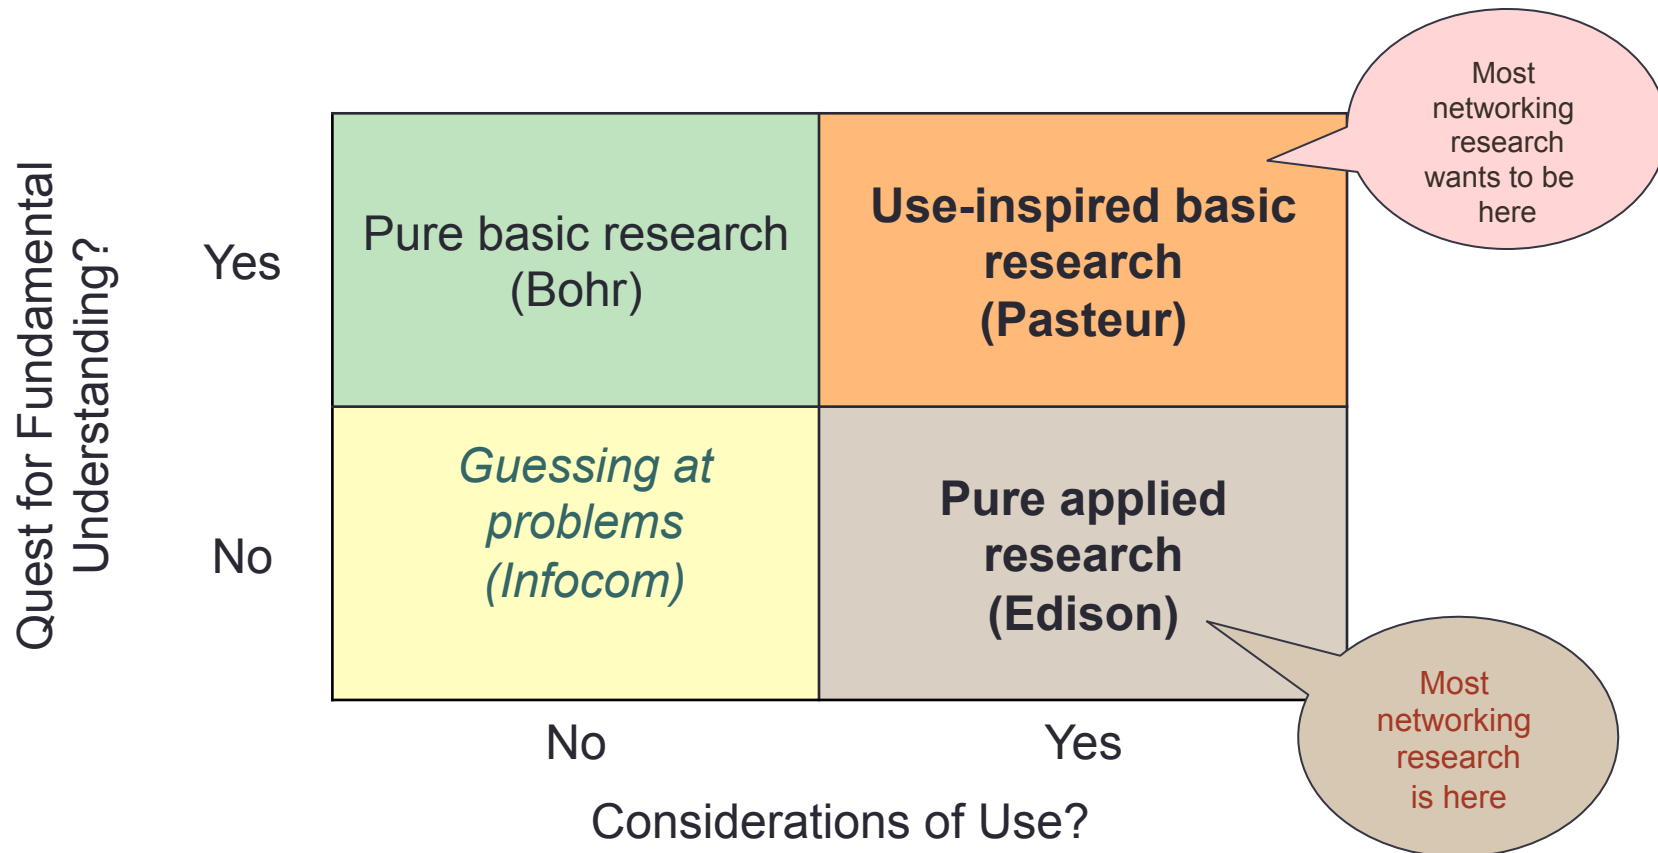 Most
networking
research
wants to be
here
Quest for Fundamental
Understanding?
Yes
Pure basic research
(Bohr)
Use-inspired basic
research
(Pasteur)
No
Guessing at
problems
(Infocom)
Pure applied
research
(Edison)
Most
networking
research
is here
No
Yes
Considerations of Use?